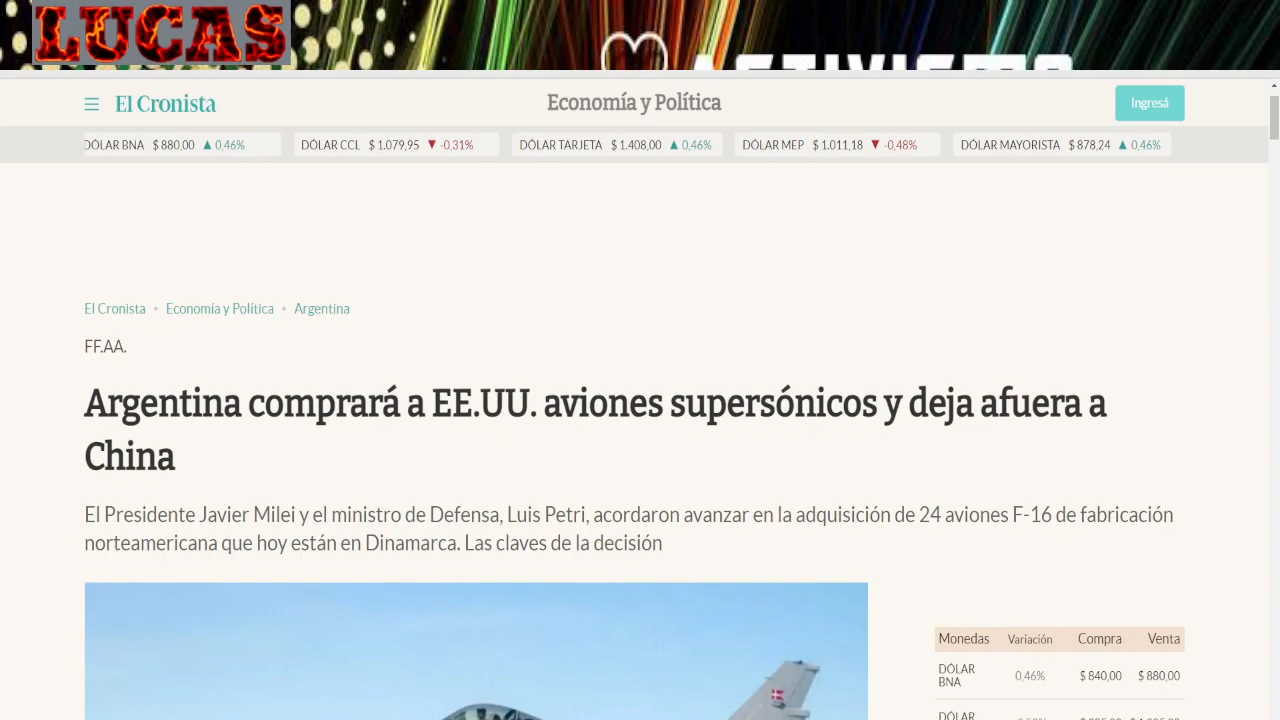 LUCAS
El Cronista
Economía y Política
Ingresá
DÓLAR BNA $ 880,00 ▲ 0,46%
DÓLAR CCL $ 1.079,95 ▼ -0,31%
DÓLAR TARJETA $ 1.408,00 ▲ 0,46%
DÓLAR MEP $ 1.011,18 ▼ -0,48%
DÓLAR MAYORISTA $ 878,24 ▲ 0,46%
El Cronista • Economía y Política • Argentina
FF.AA.
Argentina comprará a EE.UU. aviones supersónicos y deja afuera a
China
El Presidente Javier Milei y el ministro de Defensa, Luis Petri, acordaron avanzar en la adquisición de 24 aviones F-16 de fabricación
norteamericana que hoy están en Dinamarca. Las claves de la decisión
Monedas Variación Compra Venta
DÓLAR
BNA 0,46% $ 840,00 $ 880,00
DÓLAR